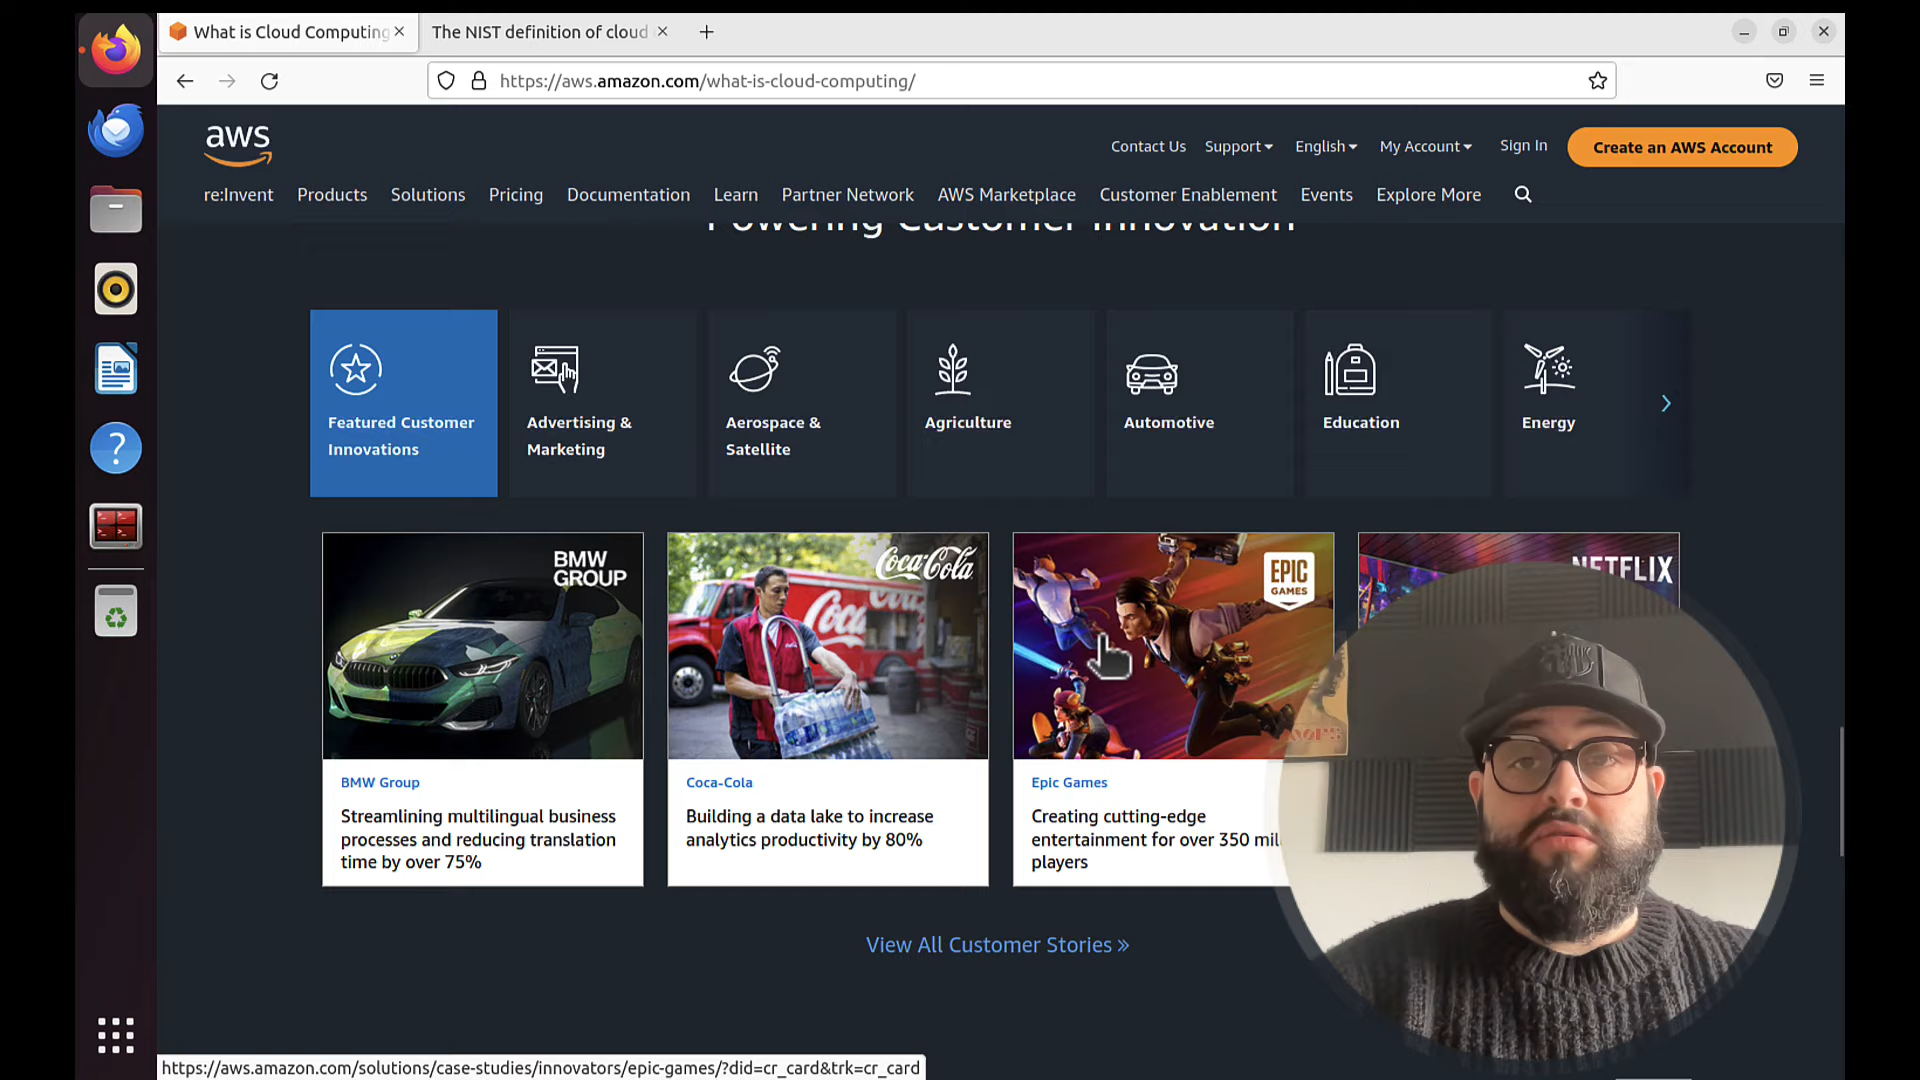 What is Cloud Computing
The NIST definition of cloud
https://aws.amazon.com/what-is-cloud-computing/
aws
Contact Us Support English My Account Sign In Create an AWS Account
re:Invent Products Solutions Pricing Documentation Learn Partner Network AWS Marketplace Customer Enablement Events Explore More
Powering Customer Innovation
Featured Customer
Innovations
Advertising &
Marketing
Aerospace &
Satellite
Agriculture
Automotive
Education
Energy
BMW
GROUP
Coca-Cola
Coca
EPIC
GAMES
NETFLIX
BMW Group
Streamlining multilingual business
processes and reducing translation
time by over 75%
Coca-Cola
Building a data lake to increase
analytics productivity by 80%
Epic Games
Creating cutting-edge
entertainment for over 350 mil
players
View All Customer Stories »
https://aws.amazon.com/solutions/case-studies/innovators/epic-games/?did=cr_card&trk=cr_card